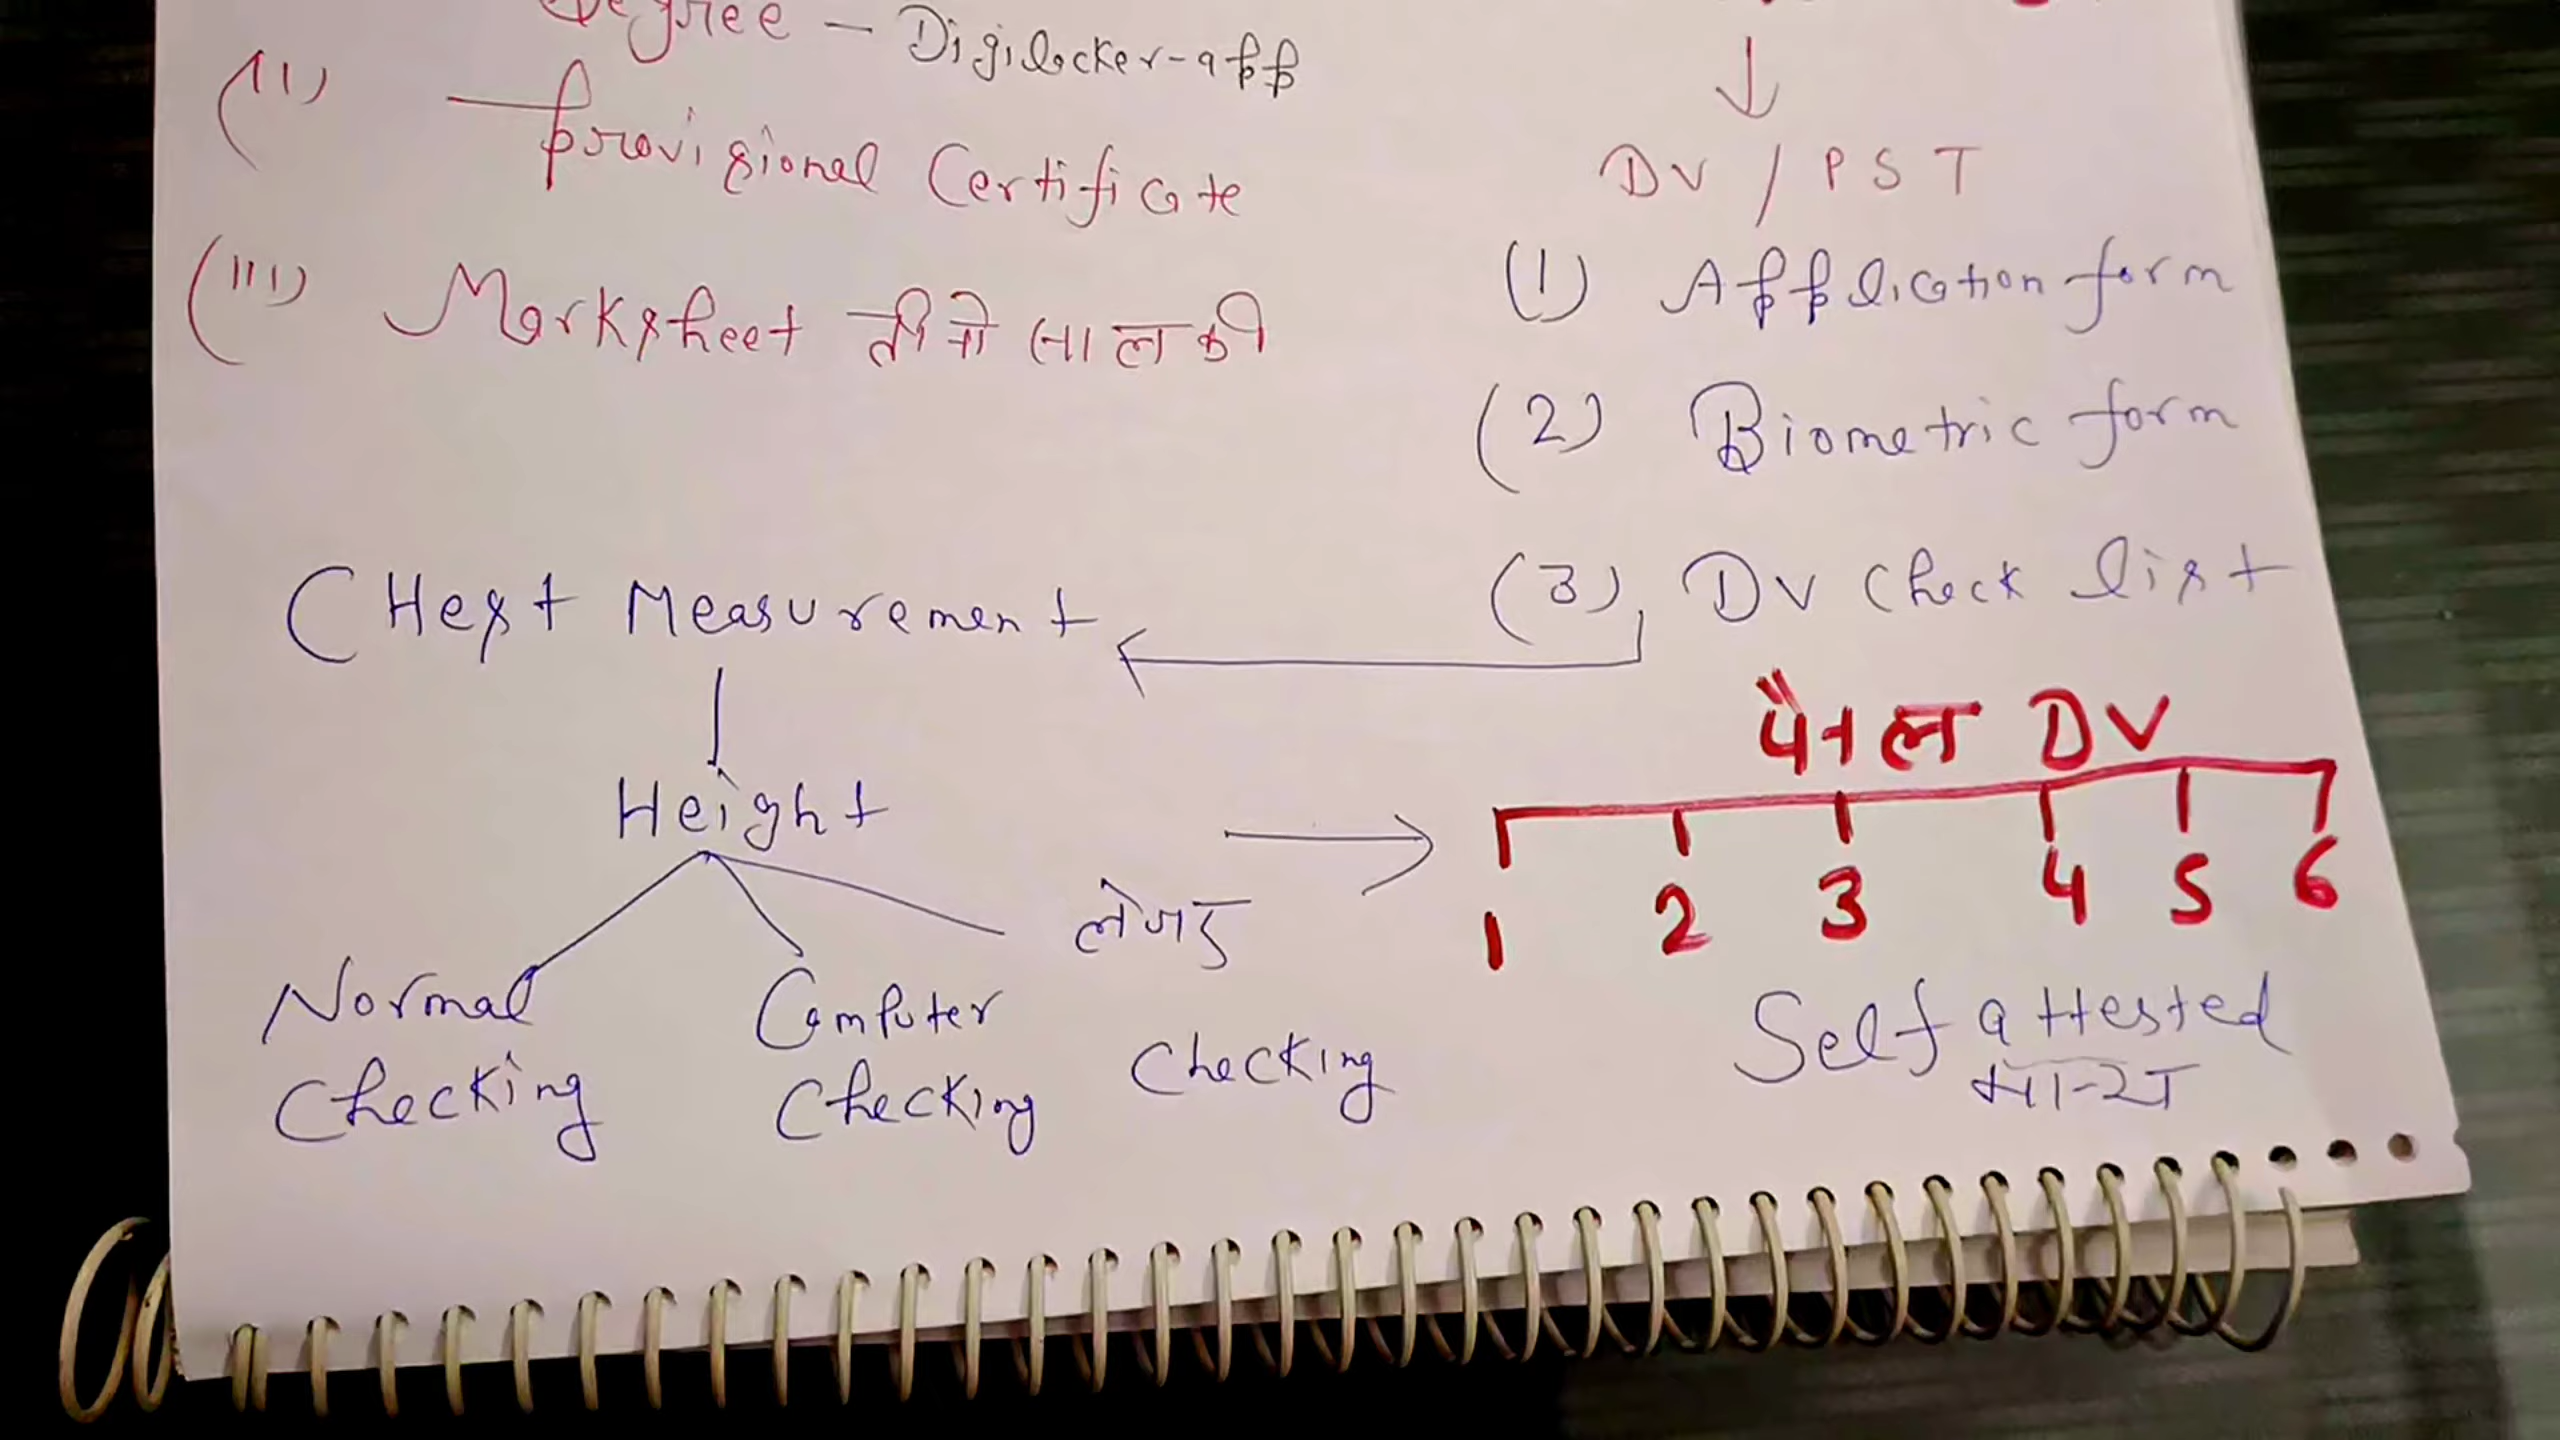 Degree - Digilocker-app
(II) Provisional Certificate
(III) Marksheet तीनो साल की
DV / PST
(1) Application form
(2) Biometric form
(3) DV Check list
CHest Measurement
Height
Normal Checking
Computer Checking
लेजर Checking
पैनल DV
1 2 3 4 5 6
Self attested
मान्य